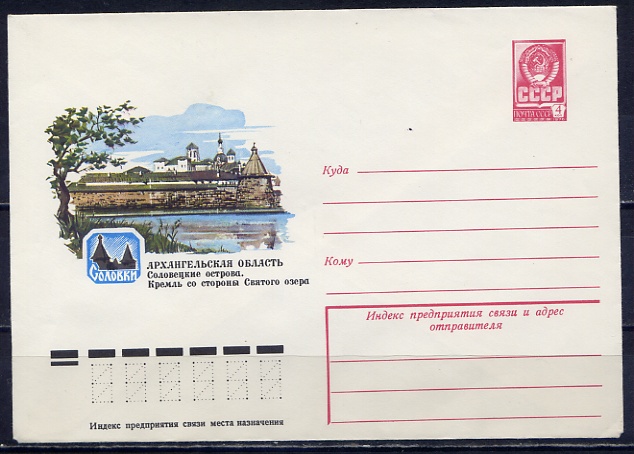 СССР
ПОЧТА СССР 4
Куда
Кому
СОЛОВКИ
АРХАНГЕЛЬСКАЯ ОБЛАСТЬ
Соловецкие острова.
Кремль со стороны Святого озера
Индекс предприятия связи и адрес
отправителя
Индекс предприятия связи места назначения